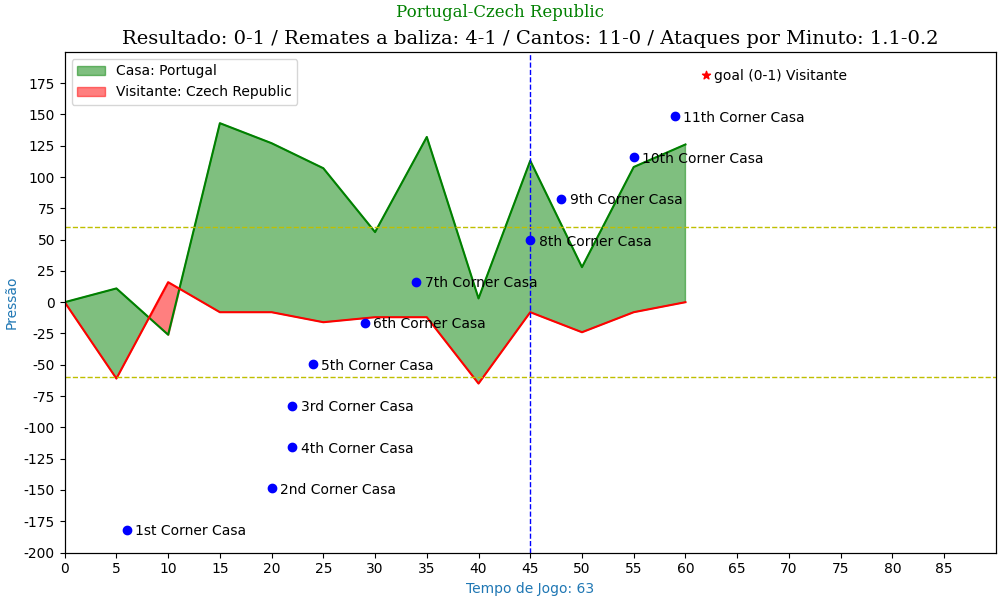 Portugal-Czech Republic
Resultado: 0-1 / Remates a baliza: 4-1 / Cantos: 11-0 / Ataques por Minuto: 1.1-0.2
Casa: Portugal
Visitante: Czech Republic
goal (0-1) Visitante
11th Corner Casa
10th Corner Casa
9th Corner Casa
8th Corner Casa
7th Corner Casa
6th Corner Casa
5th Corner Casa
3rd Corner Casa
4th Corner Casa
2nd Corner Casa
1st Corner Casa
Pressão
175
150
125
100
75
50
25
0
-25
-50
-75
-100
-125
-150
-175
-200
0 5 10 15 20 25 30 35 40 45 50 55 60 65 70 75 80 85
Tempo de Jogo: 63